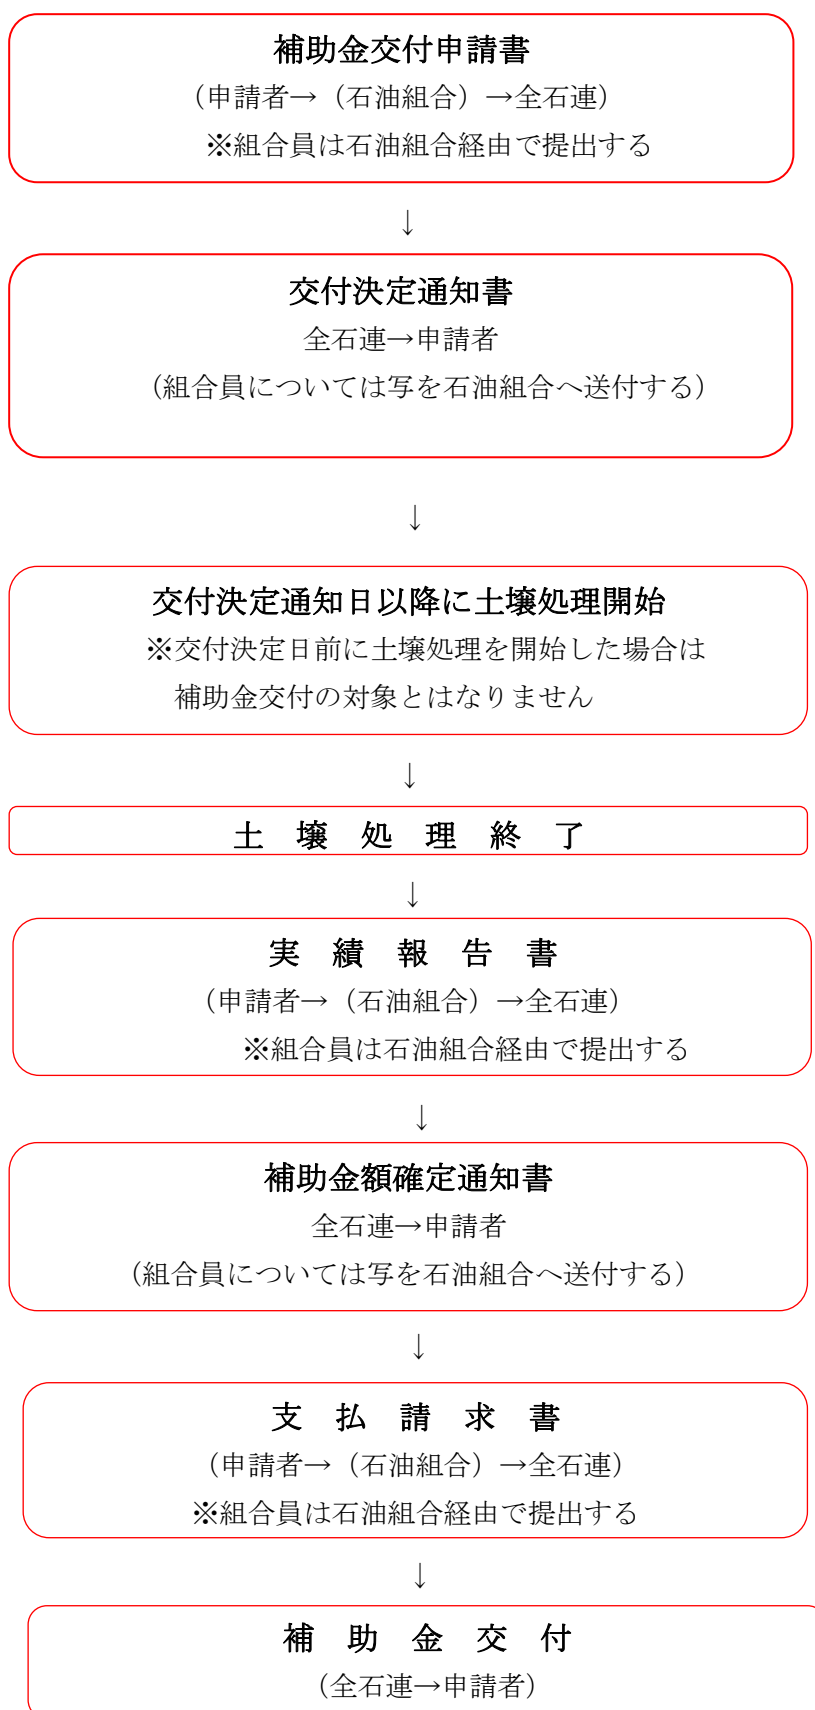 補助金交付申請書
（申請者→（石油組合）→全石連）
※組合員は石油組合経由で提出する
↓
交付決定通知書
全石連→申請者
（組合員については写を石油組合へ送付する）
↓
交付決定通知日以降に土壌処理開始
※交付決定日前に土壌処理を開始した場合は
補助金交付の対象とはなりません
↓
土　壌　処　理　終　了
↓
実　績　報　告　書
（申請者→（石油組合）→全石連）
※組合員は石油組合経由で提出する
↓
補助金額確定通知書
全石連→申請者
（組合員については写を石油組合へ送付する）
↓
支　払　請　求　書
（申請者→（石油組合）→全石連）
※組合員は石油組合経由で提出する
↓
補　助　金　交　付
（全石連→申請者）